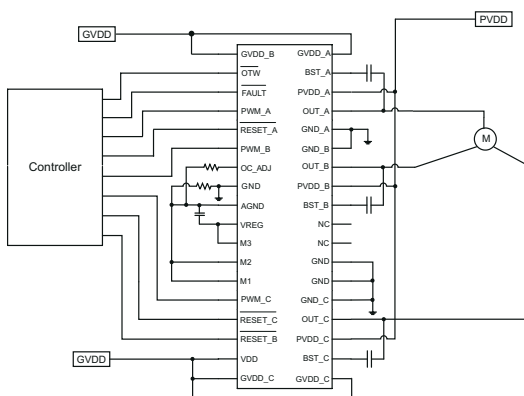 GVDD
PVDD
GVDD_B
GVDD_A
OTW
BST_A
FAULT
PVDD_A
PWM_A
OUT_A
RESET_A
GND_A
PWM_B
GND_B
M
Controller
OC_ADJ
OUT_B
GND
PVDD_B
AGND
BST_B
VREG
NC
M3
NC
M2
GND
M1
GND
PWM_C
GND_C
RESET_C
OUT_C
RESET_B
PVDD_C
GVDD
VDD
BST_C
GVDD_C
GVDD_C